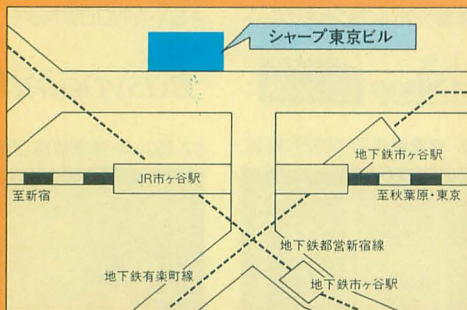 シャープ東京ビル
地下鉄市ヶ谷駅
JR市ヶ谷駅
至新宿
至秋葉原・東京
地下鉄都営新宿線
地下鉄有楽町線
地下鉄市ヶ谷駅